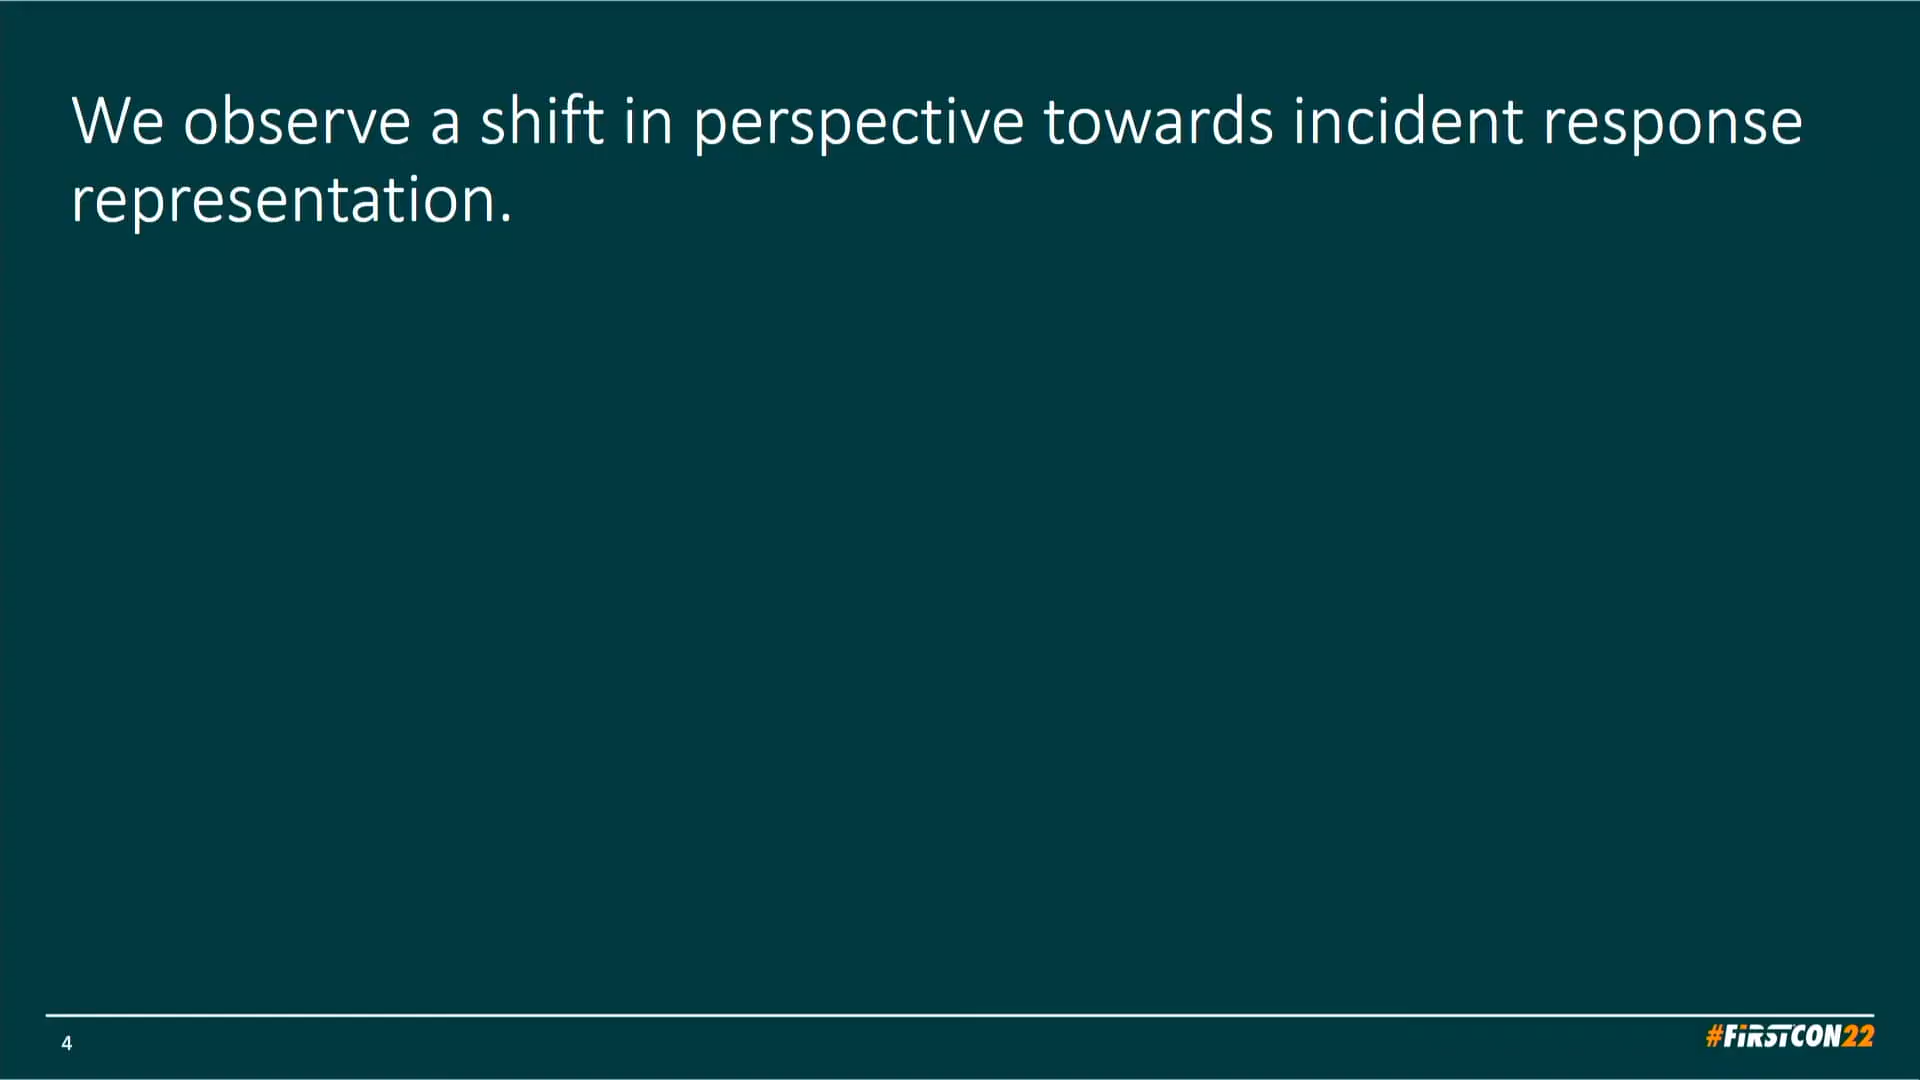 We observe a shift in perspective towards incident response
representation.
4
#FiRSTCON22